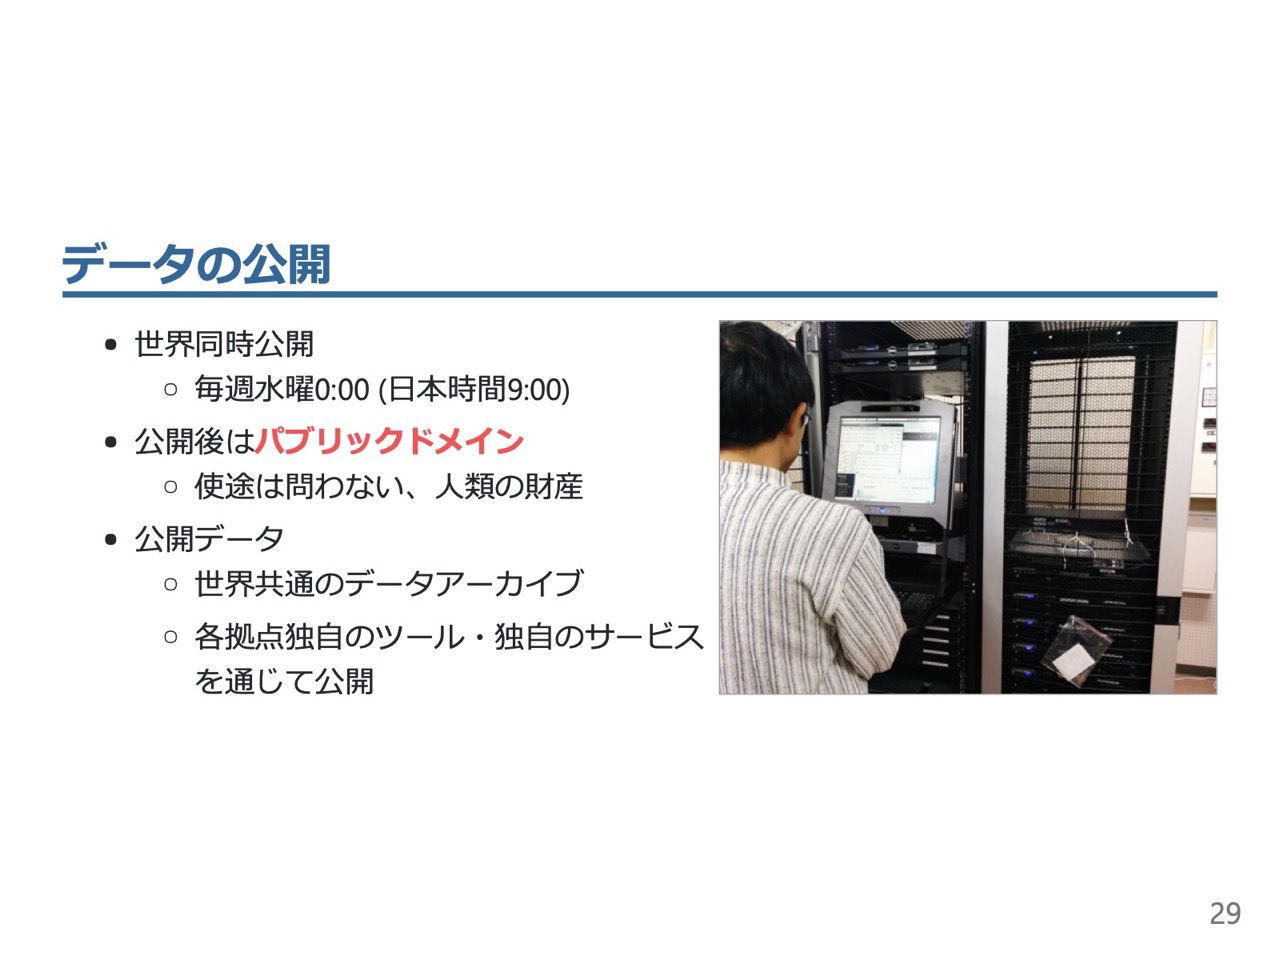 データの公開
世界同時公開
毎週水曜0:00 (日本時間9:00)
公開後はパブリックドメイン
使途は問わない、人類の財産
公開データ
世界共通のデータアーカイブ
各拠点独自のツール・独自のサービス
を通じて公開
29